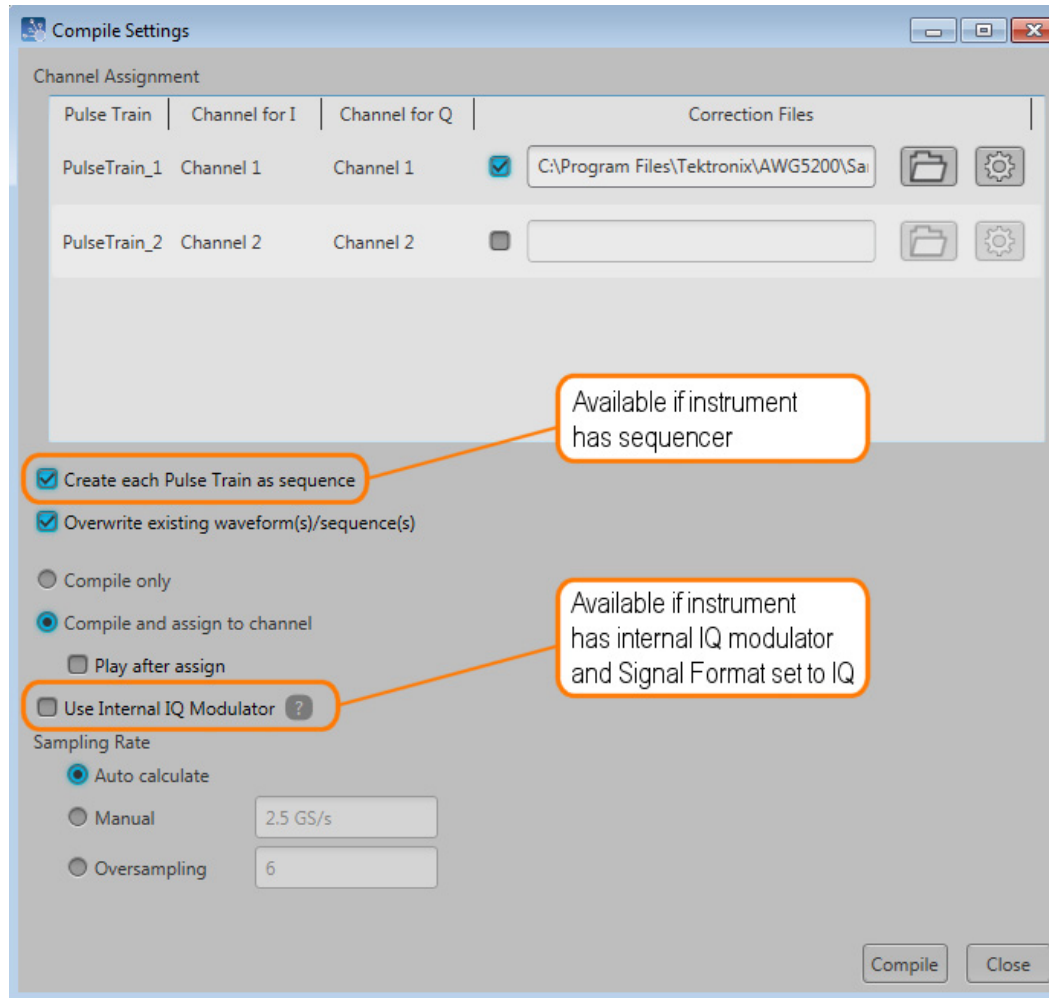 Compile Settings
Channel Assignment
Pulse Train Channel for I Channel for Q Correction Files
PulseTrain_1 Channel 1 Channel 1 C:\Program Files\Tektronix\AWG5200\Sa
PulseTrain_2 Channel 2 Channel 2
Available if instrument
has sequencer
Create each Pulse Train as sequence
Overwrite existing waveform(s)/sequence(s)
Compile only
Compile and assign to channel
Play after assign
Available if instrument
has internal IQ modulator
and Signal Format set to IQ
Use Internal IQ Modulator ?
Sampling Rate
Auto calculate
Manual 2.5 GS/s
Oversampling 6
Compile Close